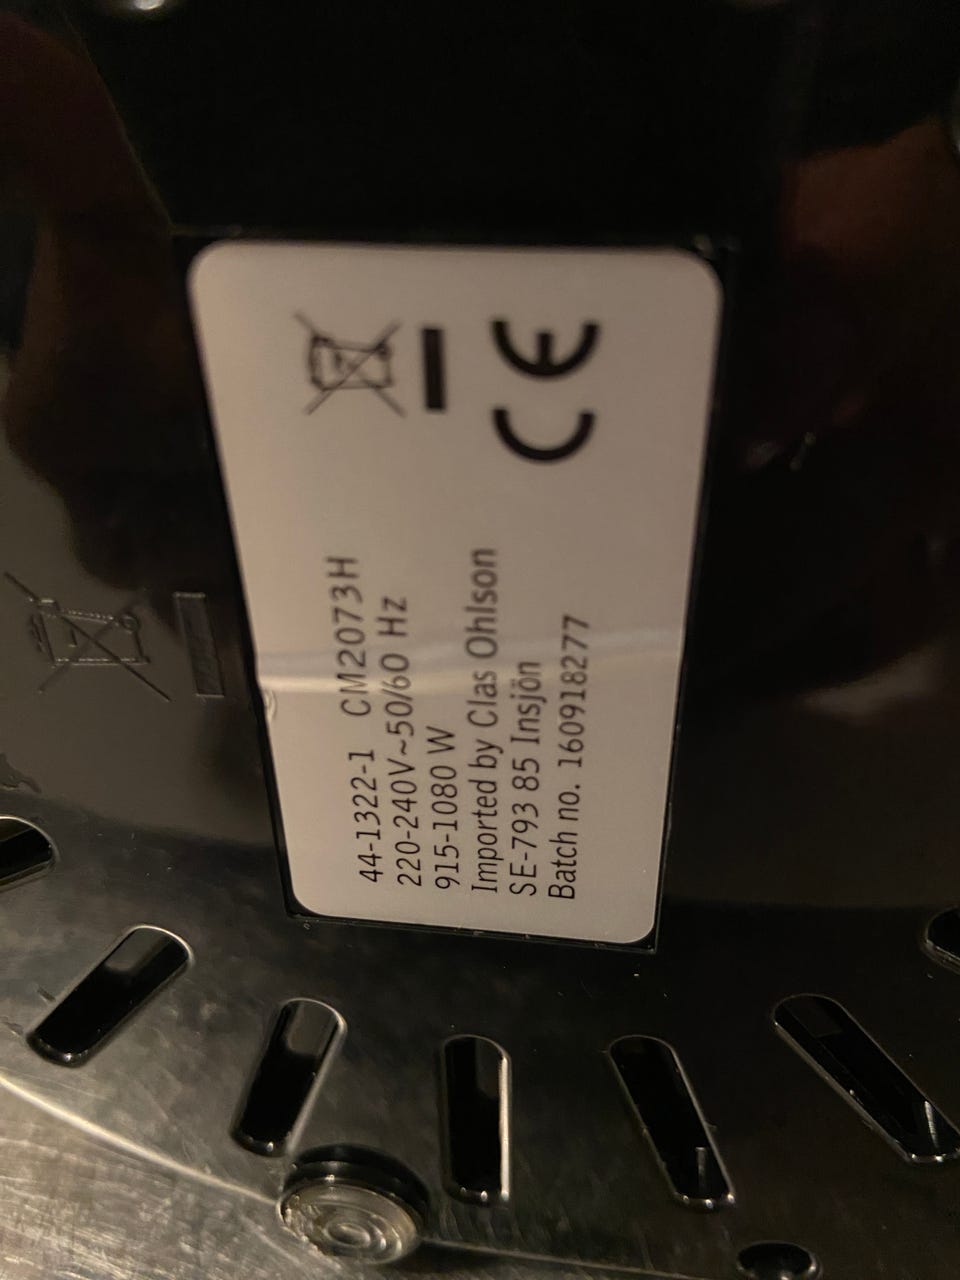 44-1322-1 CM2073H
220-240V~50/60 Hz
915-1080 W
Imported by Clas Ohlson
SE-793 85 Insjön
Batch no. 160918277
CE